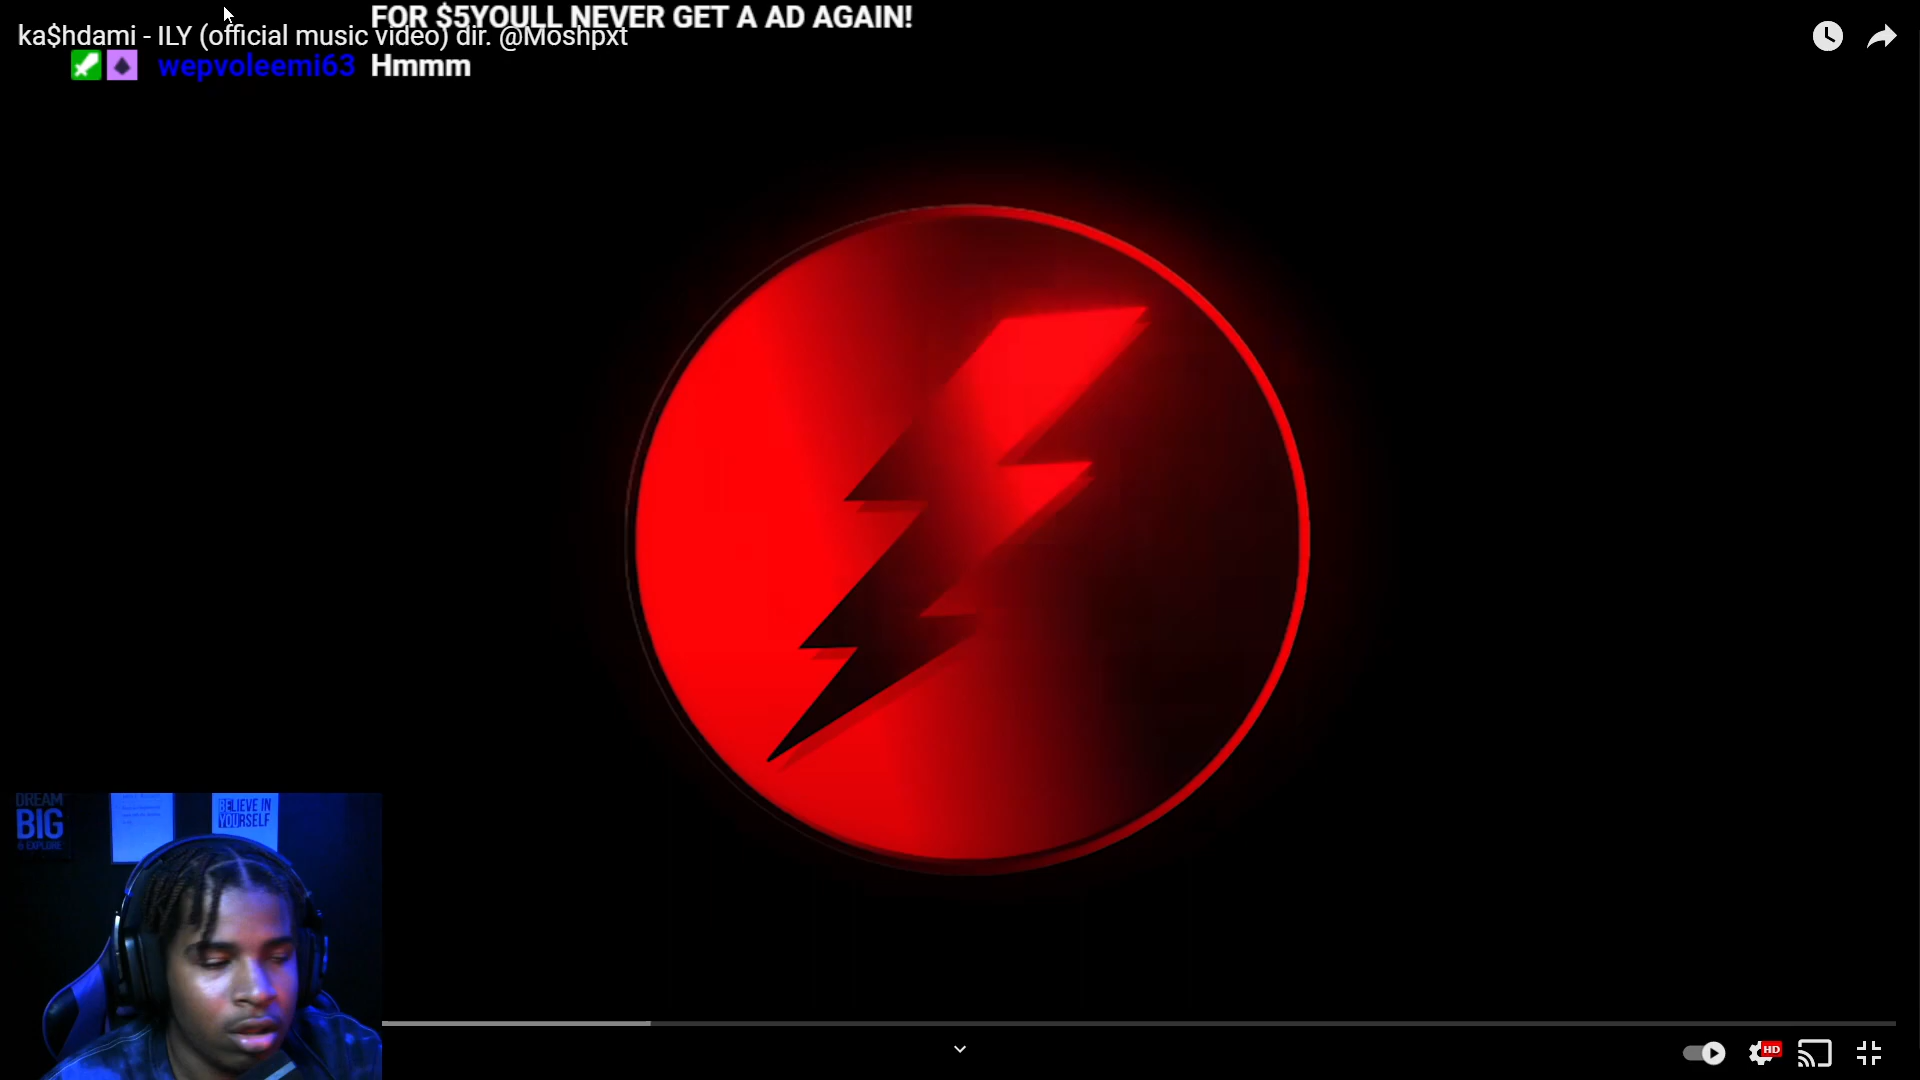 FOR $5YOULL NEVER GET A AD AGAIN!
ka$hdami - ILY (official music video) dir. @Moshpxt
wepvoleemi63 Hmmm
DREAM
BIG
& EXPLORE
BELIEVE IN
YOURSELF
HD